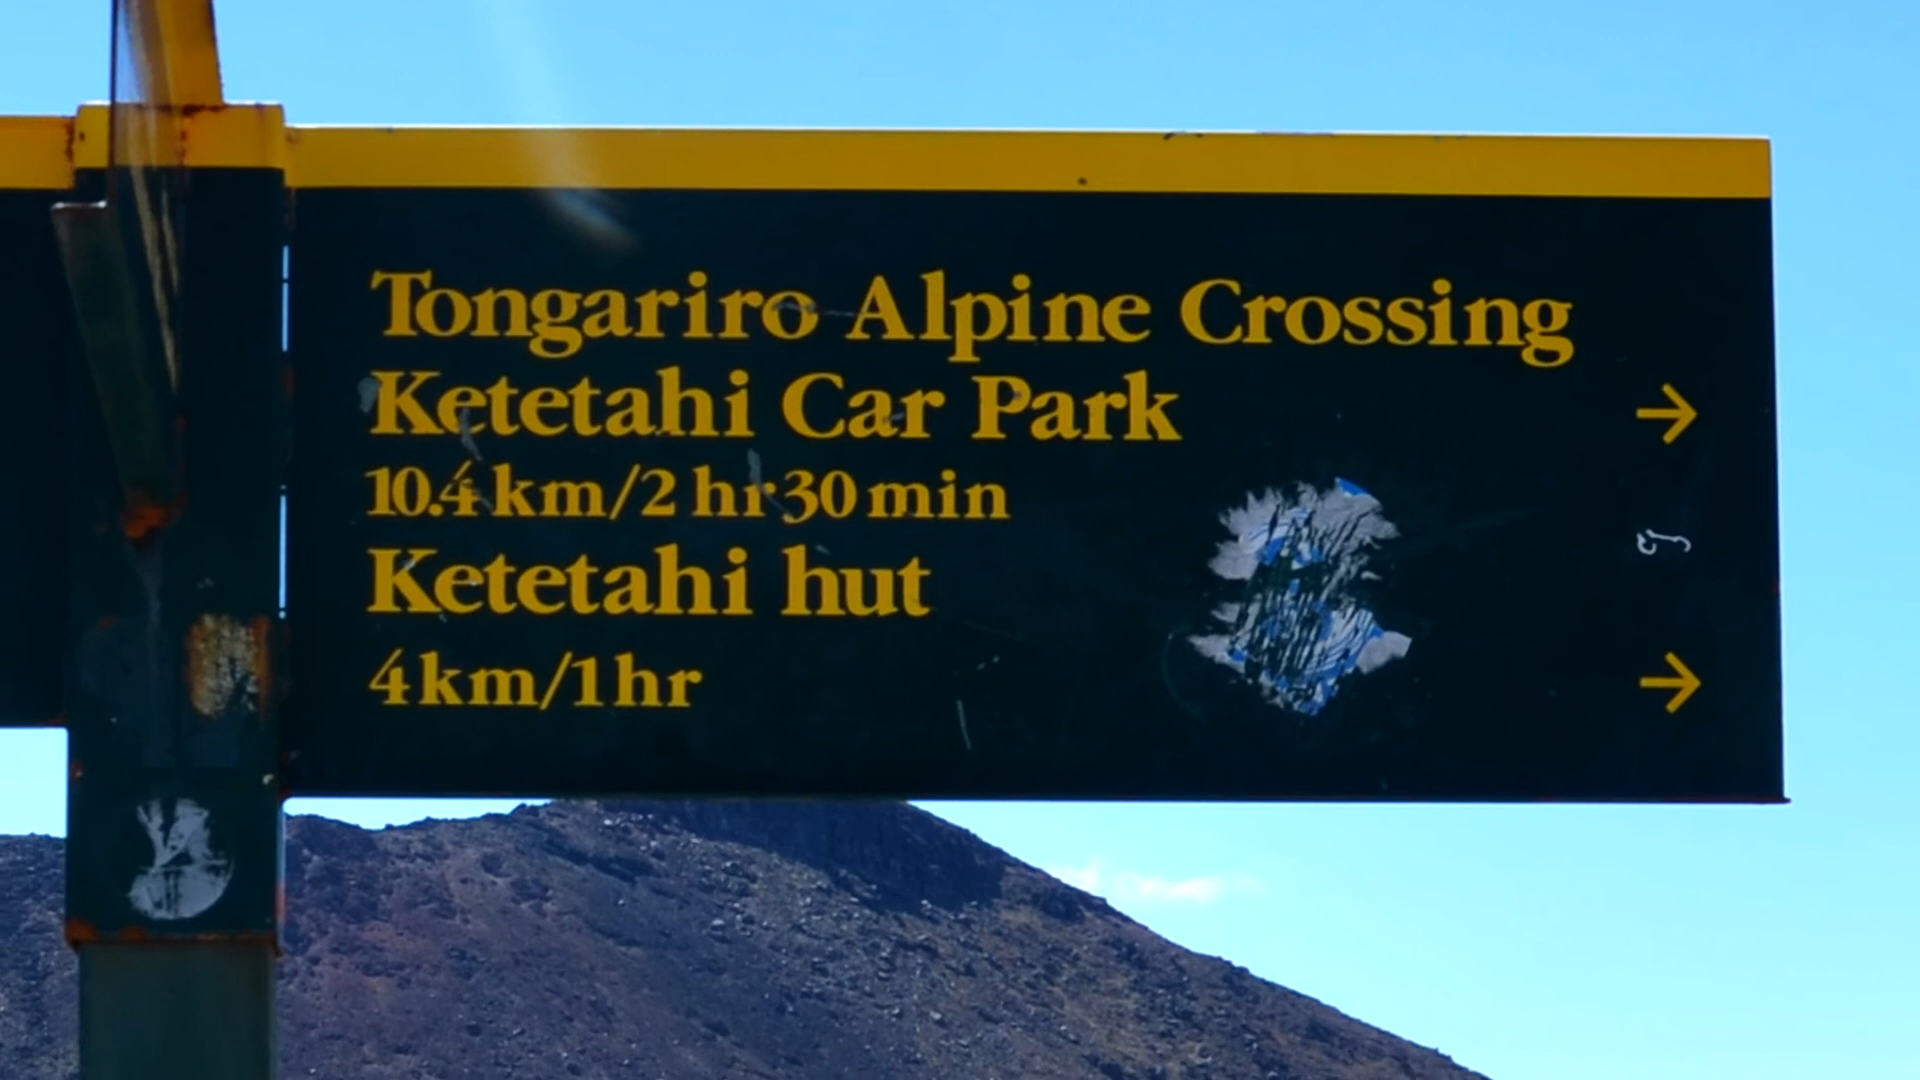 Tongariro Alpine Crossing
Ketetahi Car Park →
10.4 km/2 hr 30 min
Ketetahi hut
4 km/1 hr →